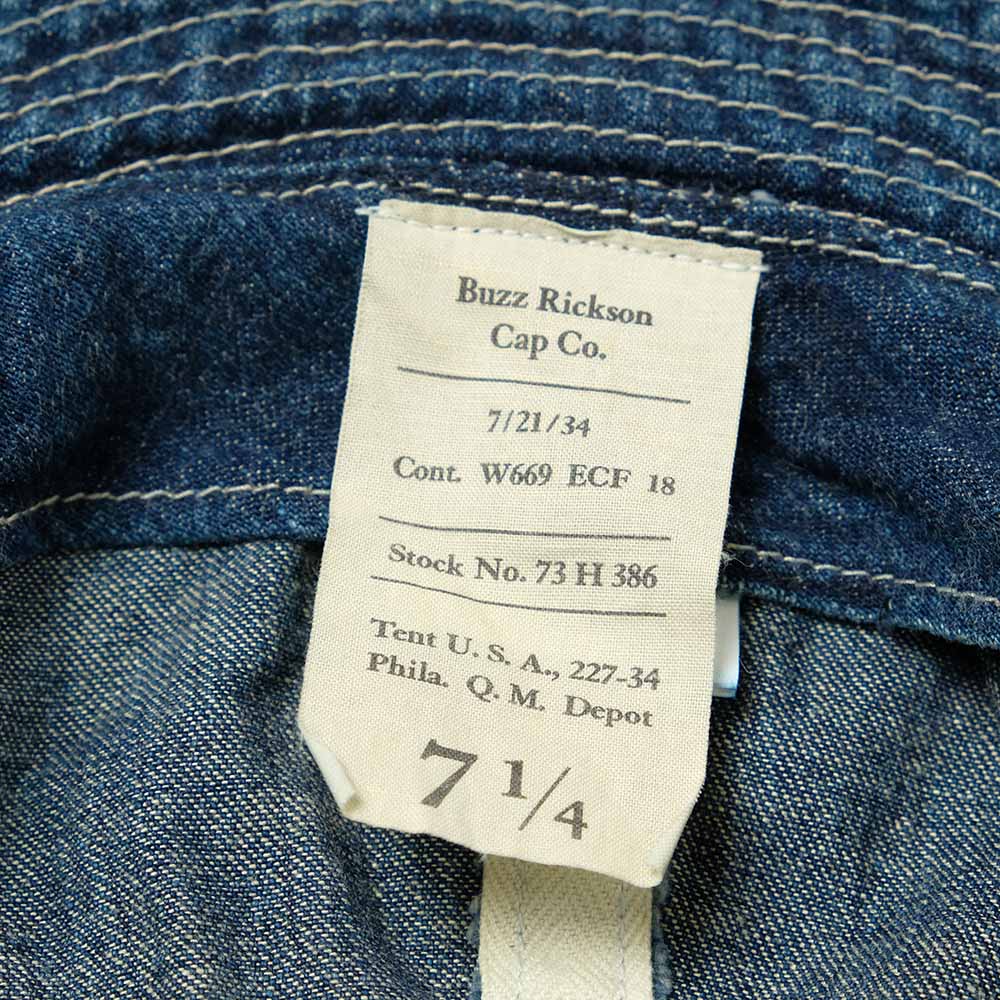 Buzz Rickson
Cap Co.
7/21/34
Cont. W669 ECF 18
Stock No. 73 H 386
Tent U. S. A., 227-34
Phila. Q. M. Depot
7 1/4